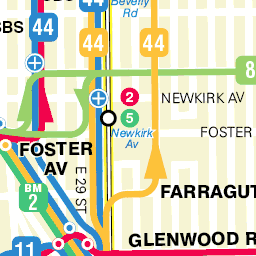 Beverly
Rd
SBS
44
44
44
8
2
NEWKIRK AV
5
Newkirk
Av
FOSTER
FOSTER
AV
BM
2
E 29 ST
FARRAGUT
GLENWOOD R
11